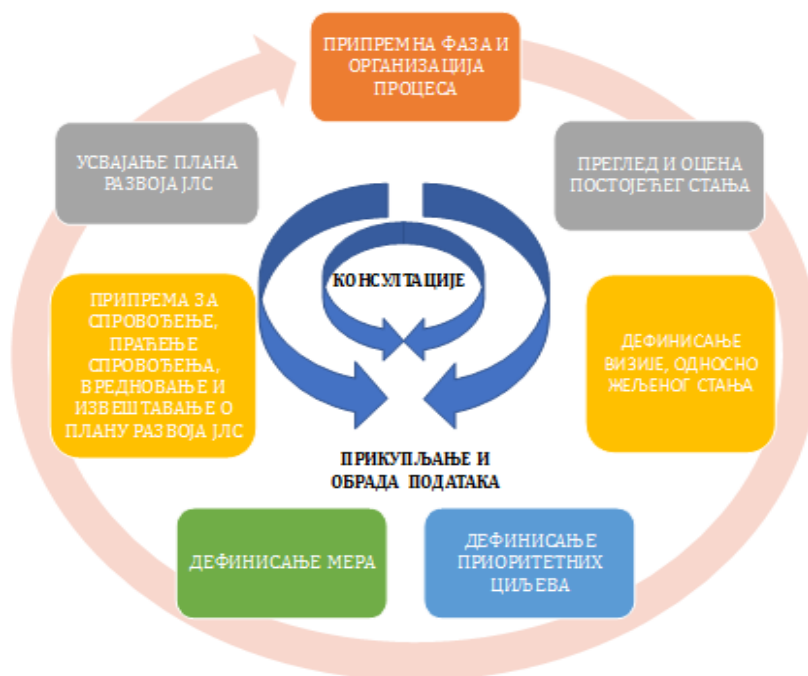 ПРИПРЕМНА ФАЗА И
ОРГАНИЗАЦИЈА
ПРОЦЕСА
ПРЕГЛЕД И ОЦЕНА
ПОСТОЈЕЋЕГ СТАЊА
ДЕФИНИСАЊЕ
ВИЗИЈЕ, ОДНОСНО
ЖЕЉЕНОГ СТАЊА
ДЕФИНИСАЊЕ
ПРИОРИТЕТНИХ
ЦИЉЕВА
ДЕФИНИСАЊЕ МЕРА
ПРИПРЕМА ЗА
СПРОВОЂЕЊЕ,
ПРАЋЕЊЕ
СПРОВОЂЕЊА,
ВРЕДНОВАЊЕ И
ИЗВЕШТАВАЊЕ О
ПЛАНУ РАЗВОЈА ЈЛС
УСВАЈАЊЕ ПЛАНА
РАЗВОЈА ЈЛС
КОНСУЛТАЦИЈЕ
ПРИКУПЉАЊЕ И
ОБРАДА ПОДАТАКА